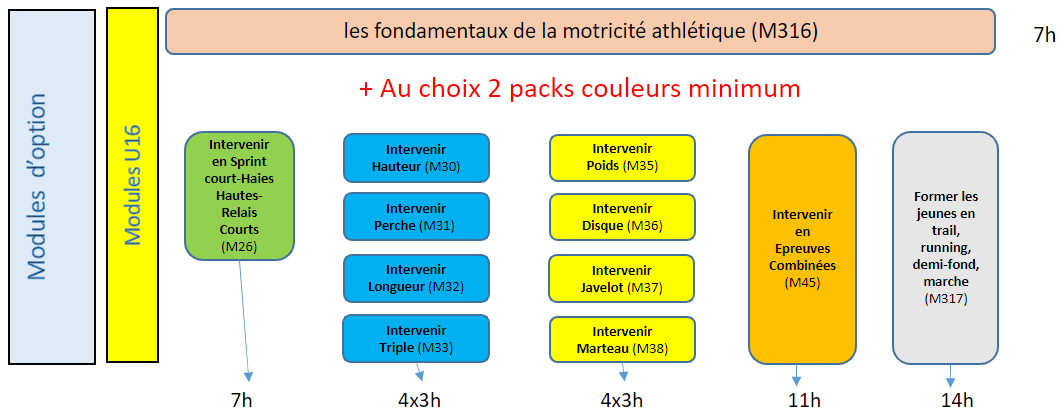 Modules d'option
Modules U16
les fondamentaux de la motricité athlétique (M316)
7h
+ Au choix 2 packs couleurs minimum
Intervenir
en Sprint
court-Haies
Hautes-
Relais
Courts
(M26)
Intervenir
Hauteur (M30)
Intervenir
Perche (M31)
Intervenir
Longueur (M32)
Intervenir
Triple (M33)
Intervenir
Poids (M35)
Intervenir
Disque (M36)
Intervenir
Javelot (M37)
Intervenir
Marteau (M38)
Intervenir
en
Epreuves
Combinées
(M45)
Former les
jeunes en
trail,
running,
demi-fond,
marche
(M317)
7h
4x3h
4x3h
11h
14h